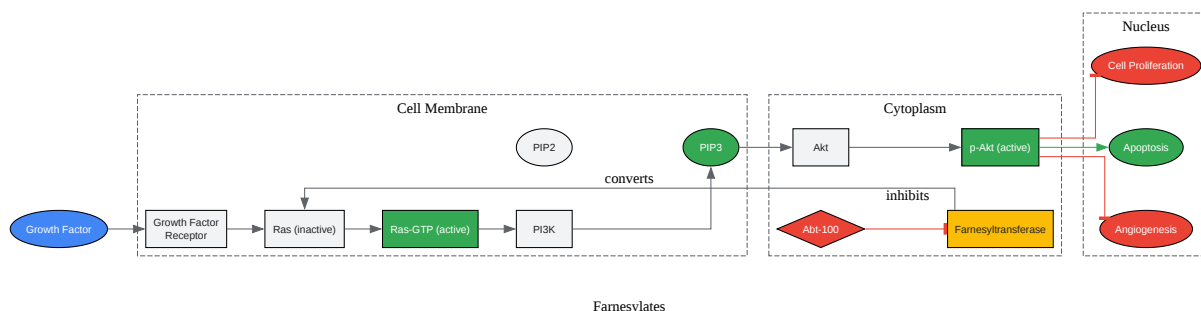 Nucleus
Cell Proliferation
Cell Membrane
Cytoplasm
PIP2
PIP3
Akt
p-Akt (active)
Apoptosis
converts
inhibits
Growth Factor
Growth Factor
Receptor
Ras (inactive)
Ras-GTP (active)
PI3K
Abt-100
Farnesyltransferase
Angiogenesis
Farnesylates